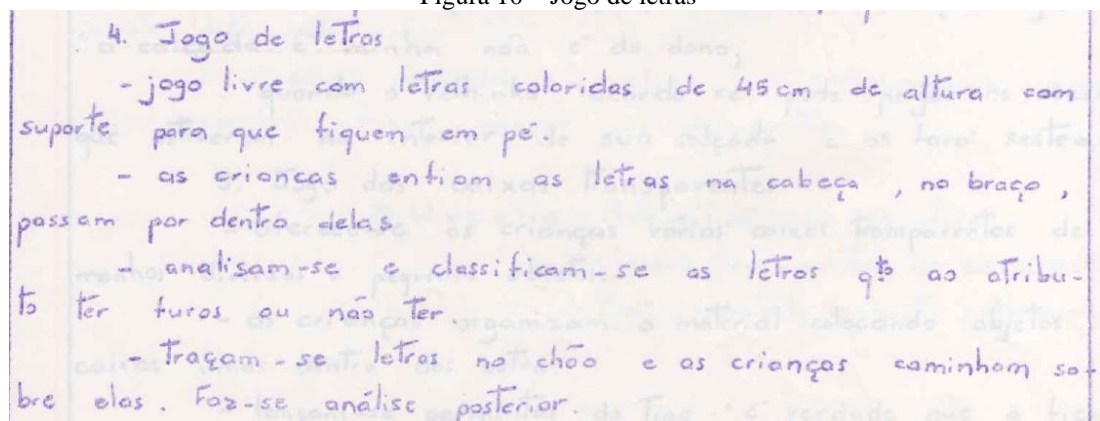 Figura 16 – Jogo de letras
4. Jogo de letras
- jogo livre com letras coloridas de 45 cm de altura com
suporte para que fiquem em pé.
- as crianças enfiam as letras na cabeça, no braço,
passam por dentro delas
- analisam-se e classificam-se as letras qto ao atribu-
to ter furos ou não ter.
- Traçam-se letras no chão e as crianças caminham so-
bre elas. Faz-se análise posterior.